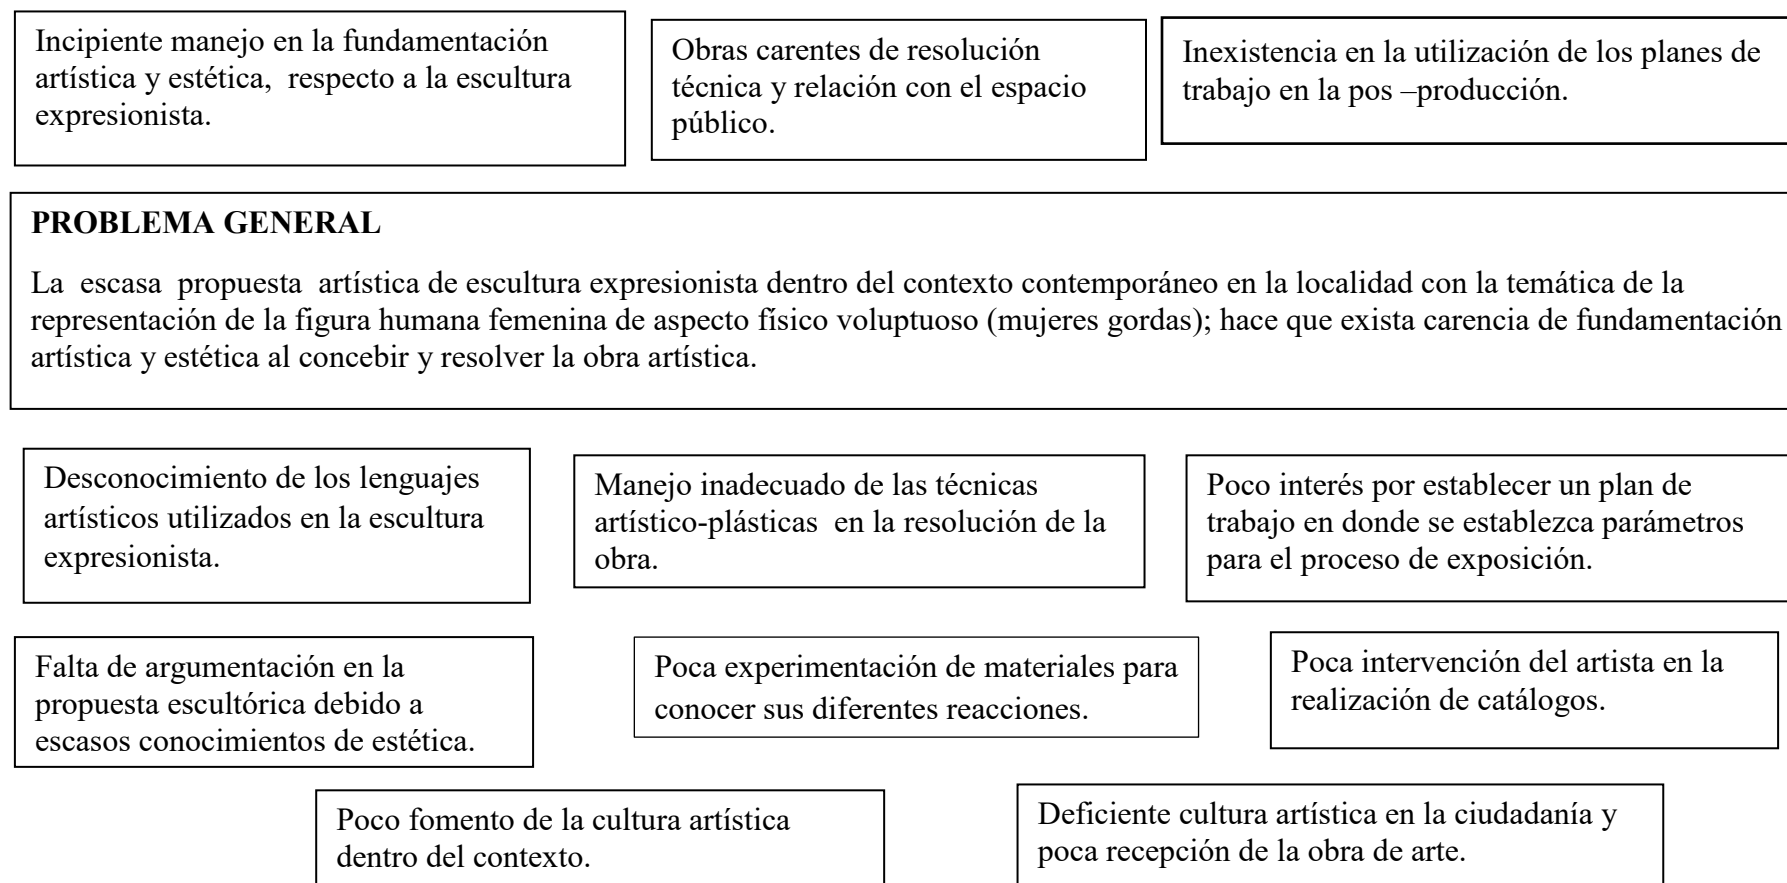 Incipiente manejo en la fundamentación
artística y estética, respecto a la escultura
expresionista.
Obras carentes de resolución
técnica y relación con el espacio
público.
Inexistencia en la utilización de los planes de
trabajo en la pos –producción.
PROBLEMA GENERAL
La escasa propuesta artística de escultura expresionista dentro del contexto contemporáneo en la localidad con la temática de la
representación de la figura humana femenina de aspecto físico voluptuoso (mujeres gordas); hace que exista carencia de fundamentación
artística y estética al concebir y resolver la obra artística.
Desconocimiento de los lenguajes
artísticos utilizados en la escultura
expresionista.
Manejo inadecuado de las técnicas
artístico-plásticas en la resolución de la
obra.
Poco interés por establecer un plan de
trabajo en donde se establezca parámetros
para el proceso de exposición.
Falta de argumentación en la
propuesta escultórica debido a
escasos conocimientos de estética.
Poca experimentación de materiales para
conocer sus diferentes reacciones.
Poca intervención del artista en la
realización de catálogos.
Poco fomento de la cultura artística
dentro del contexto.
Deficiente cultura artística en la ciudadanía y
poca recepción de la obra de arte.